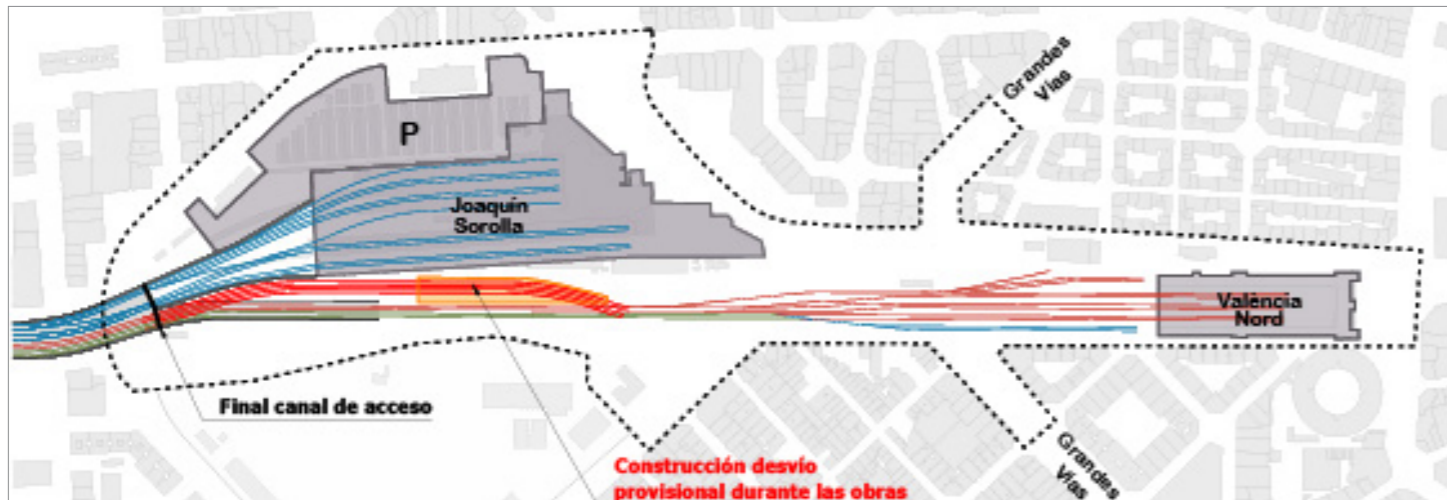 Grandes
Vías
P
Joaquín
Sorolla
València
Nord
Final canal de acceso
Grandes
Vías
Construcción desvío
provisional durante las obras